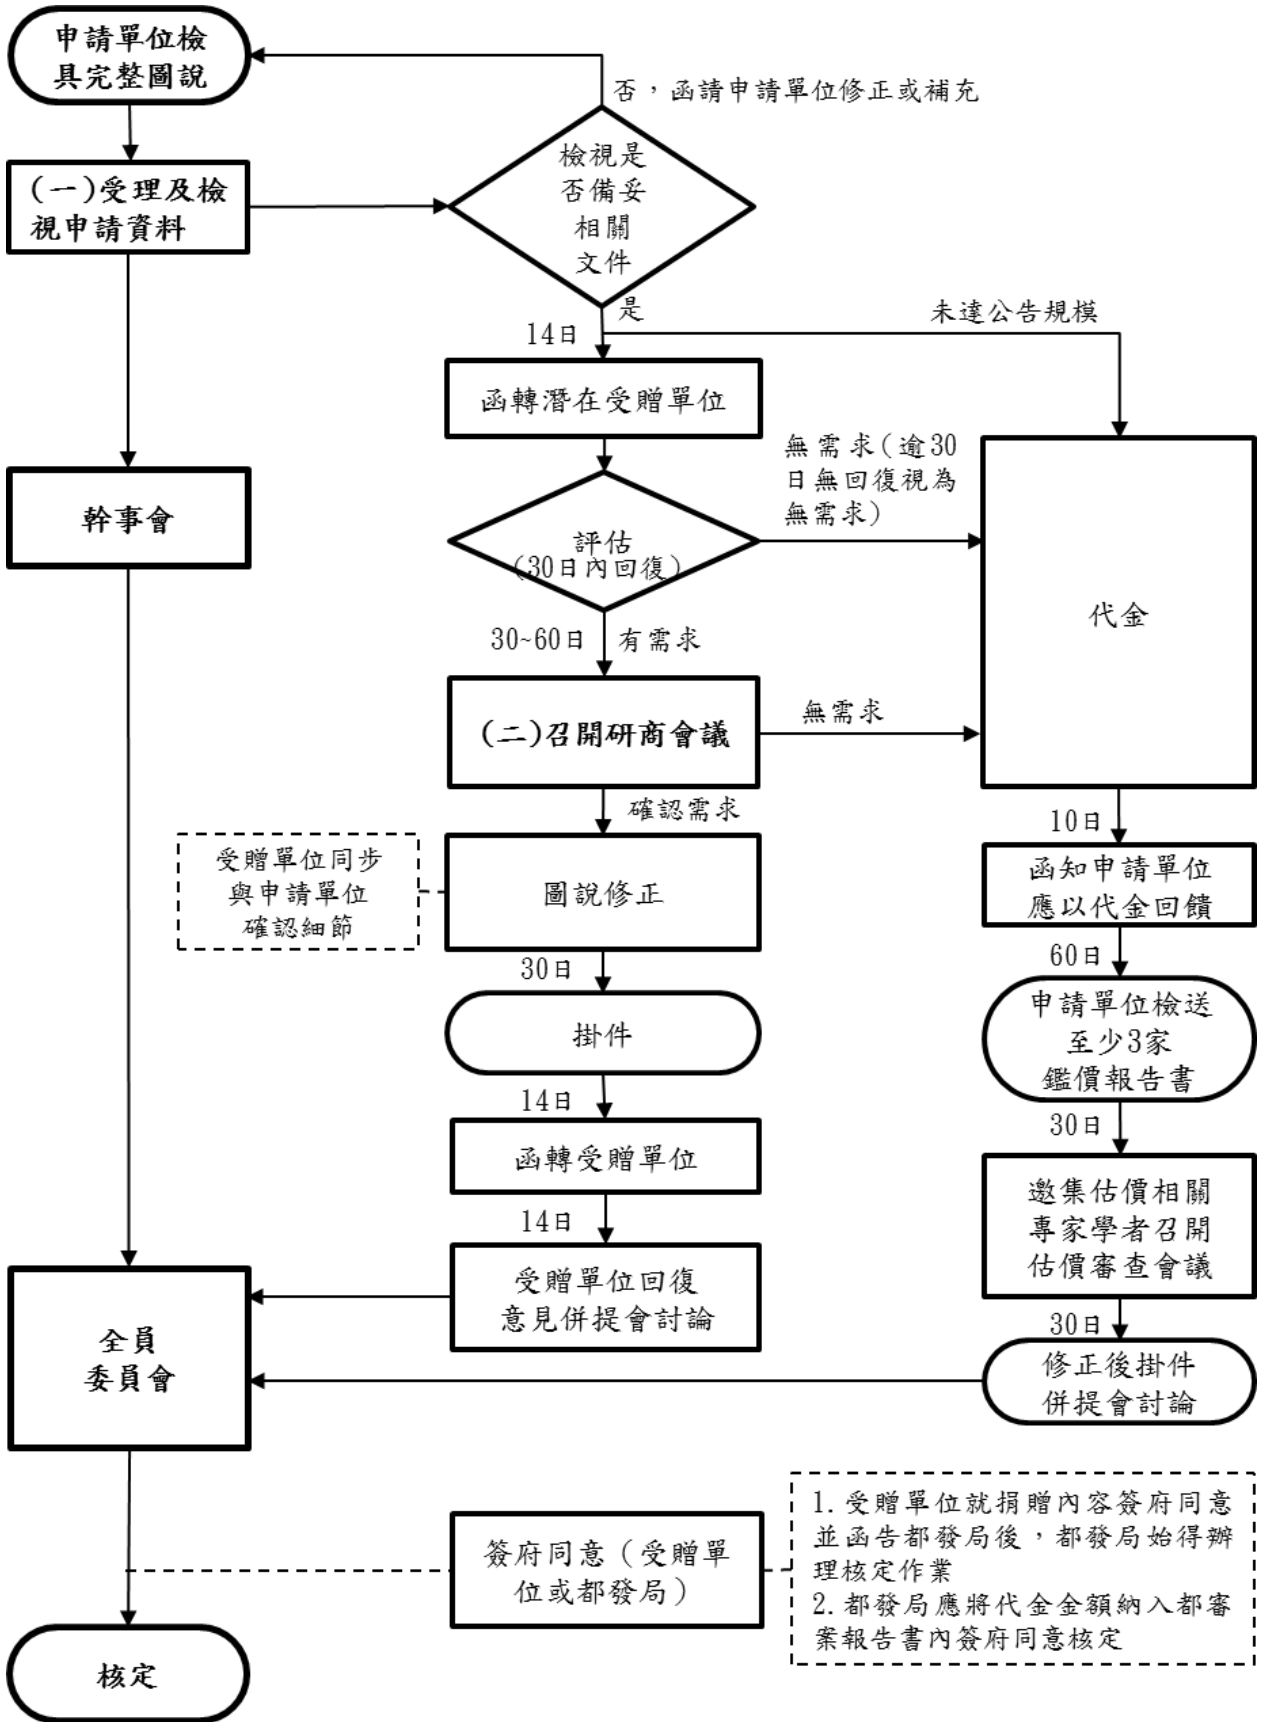 申請單位檢
具完整圖說
否，函請申請單位修正或補充
(一)受理及檢
視申請資料
檢視是
否備妥
相關
文件
是
未達公告規模
14日
函轉潛在受贈單位
無需求(逾30
日無回復視為
無需求)
幹事會
評估
(30日內回復)
代金
30~60日
有需求
(二)召開研商會議
無需求
確認需求
10日
受贈單位同步
與申請單位
確認細節
圖說修正
函知申請單位
應以代金回饋
30日
60日
掛件
申請單位檢送
至少3家
鑑價報告書
14日
30日
函轉受贈單位
邀集估價相關
專家學者召開
估價審查會議
14日
受贈單位回復
意見併提會討論
30日
全員
委員會
修正後掛件
併提會討論
簽府同意（受贈單
位或都發局）
1.受贈單位就捐贈內容簽府同意
並函告都發局後，都發局始得辦
理核定作業
2.都發局應將代金金額納入都審
案報告書內簽府同意核定
核定